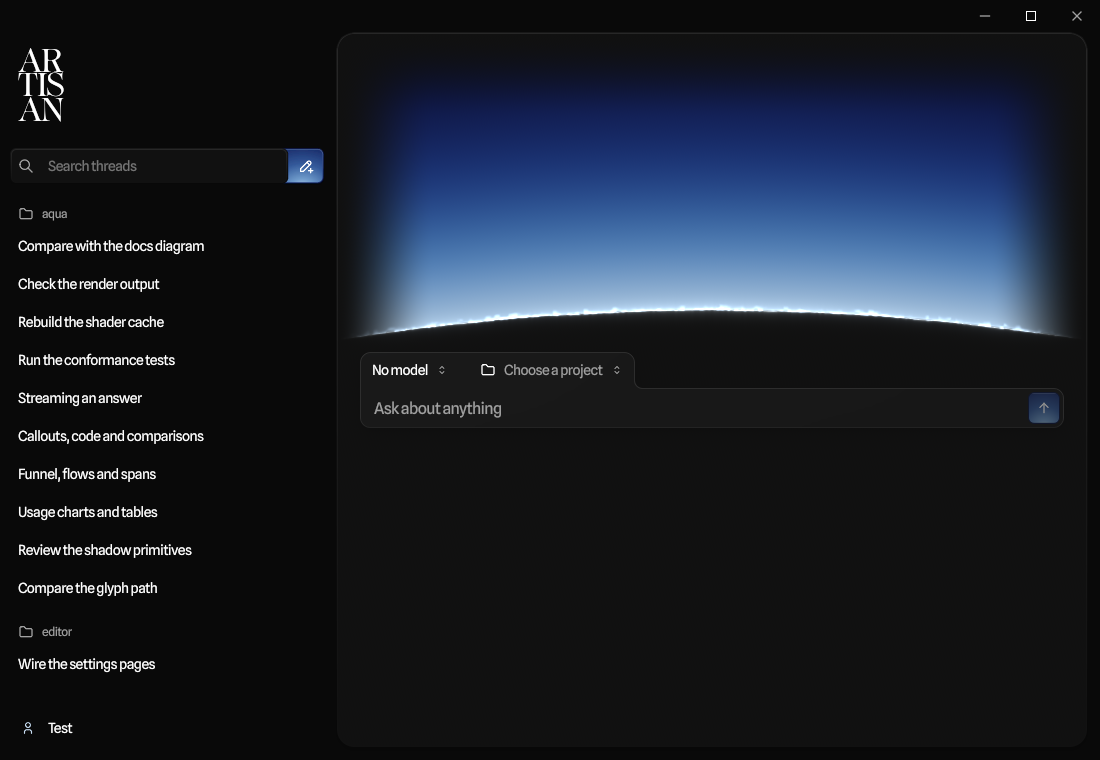 AR
TIS
AN
Search threads
aqua
Compare with the docs diagram
Check the render output
Rebuild the shader cache
Run the conformance tests
Streaming an answer
Callouts, code and comparisons
Funnel, flows and spans
Usage charts and tables
Review the shadow primitives
Compare the glyph path
editor
Wire the settings pages
Test
No model
Choose a project
Ask about anything